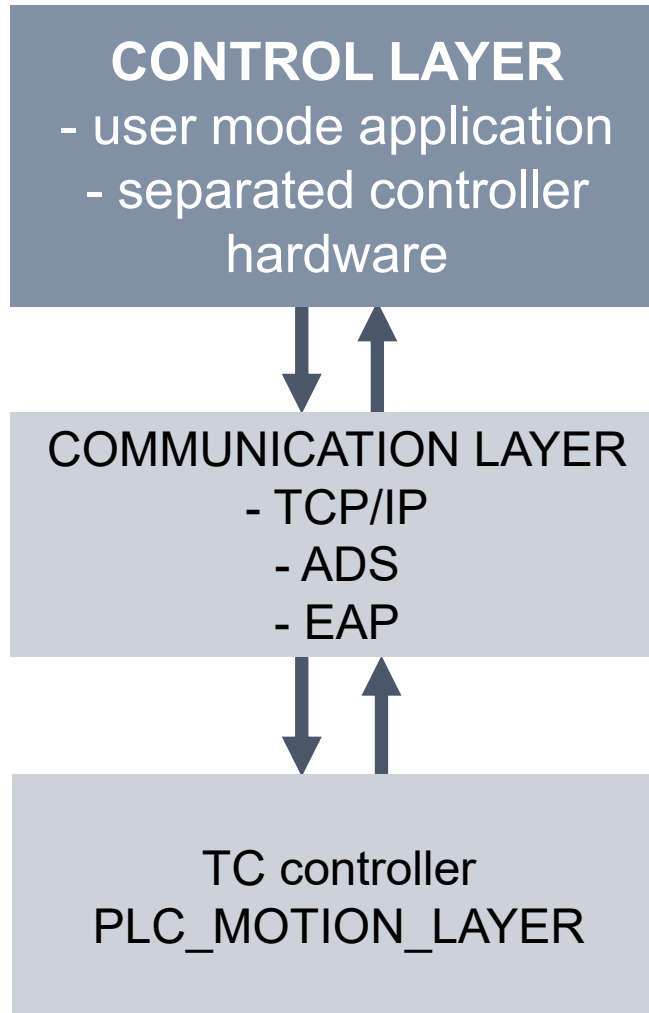 CONTROL LAYER
- user mode application
- separated controller
hardware
COMMUNICATION LAYER
- TCP/IP
- ADS
- EAP
TC controller
PLC_MOTION_LAYER